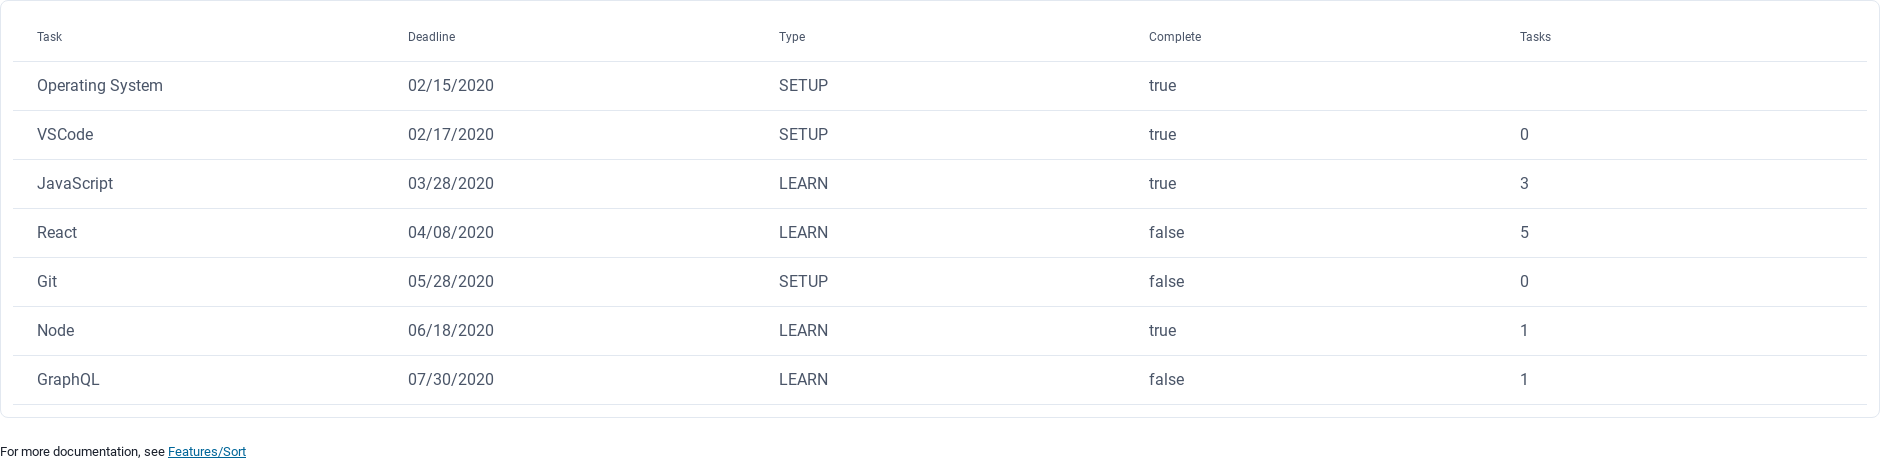 Task Deadline Type Complete Tasks
Operating System 02/15/2020 SETUP true
VSCode 02/17/2020 SETUP true 0
JavaScript 03/28/2020 LEARN true 3
React 04/08/2020 LEARN false 5
Git 05/28/2020 SETUP false 0
Node 06/18/2020 LEARN true 1
GraphQL 07/30/2020 LEARN false 1
For more documentation, see Features/Sort